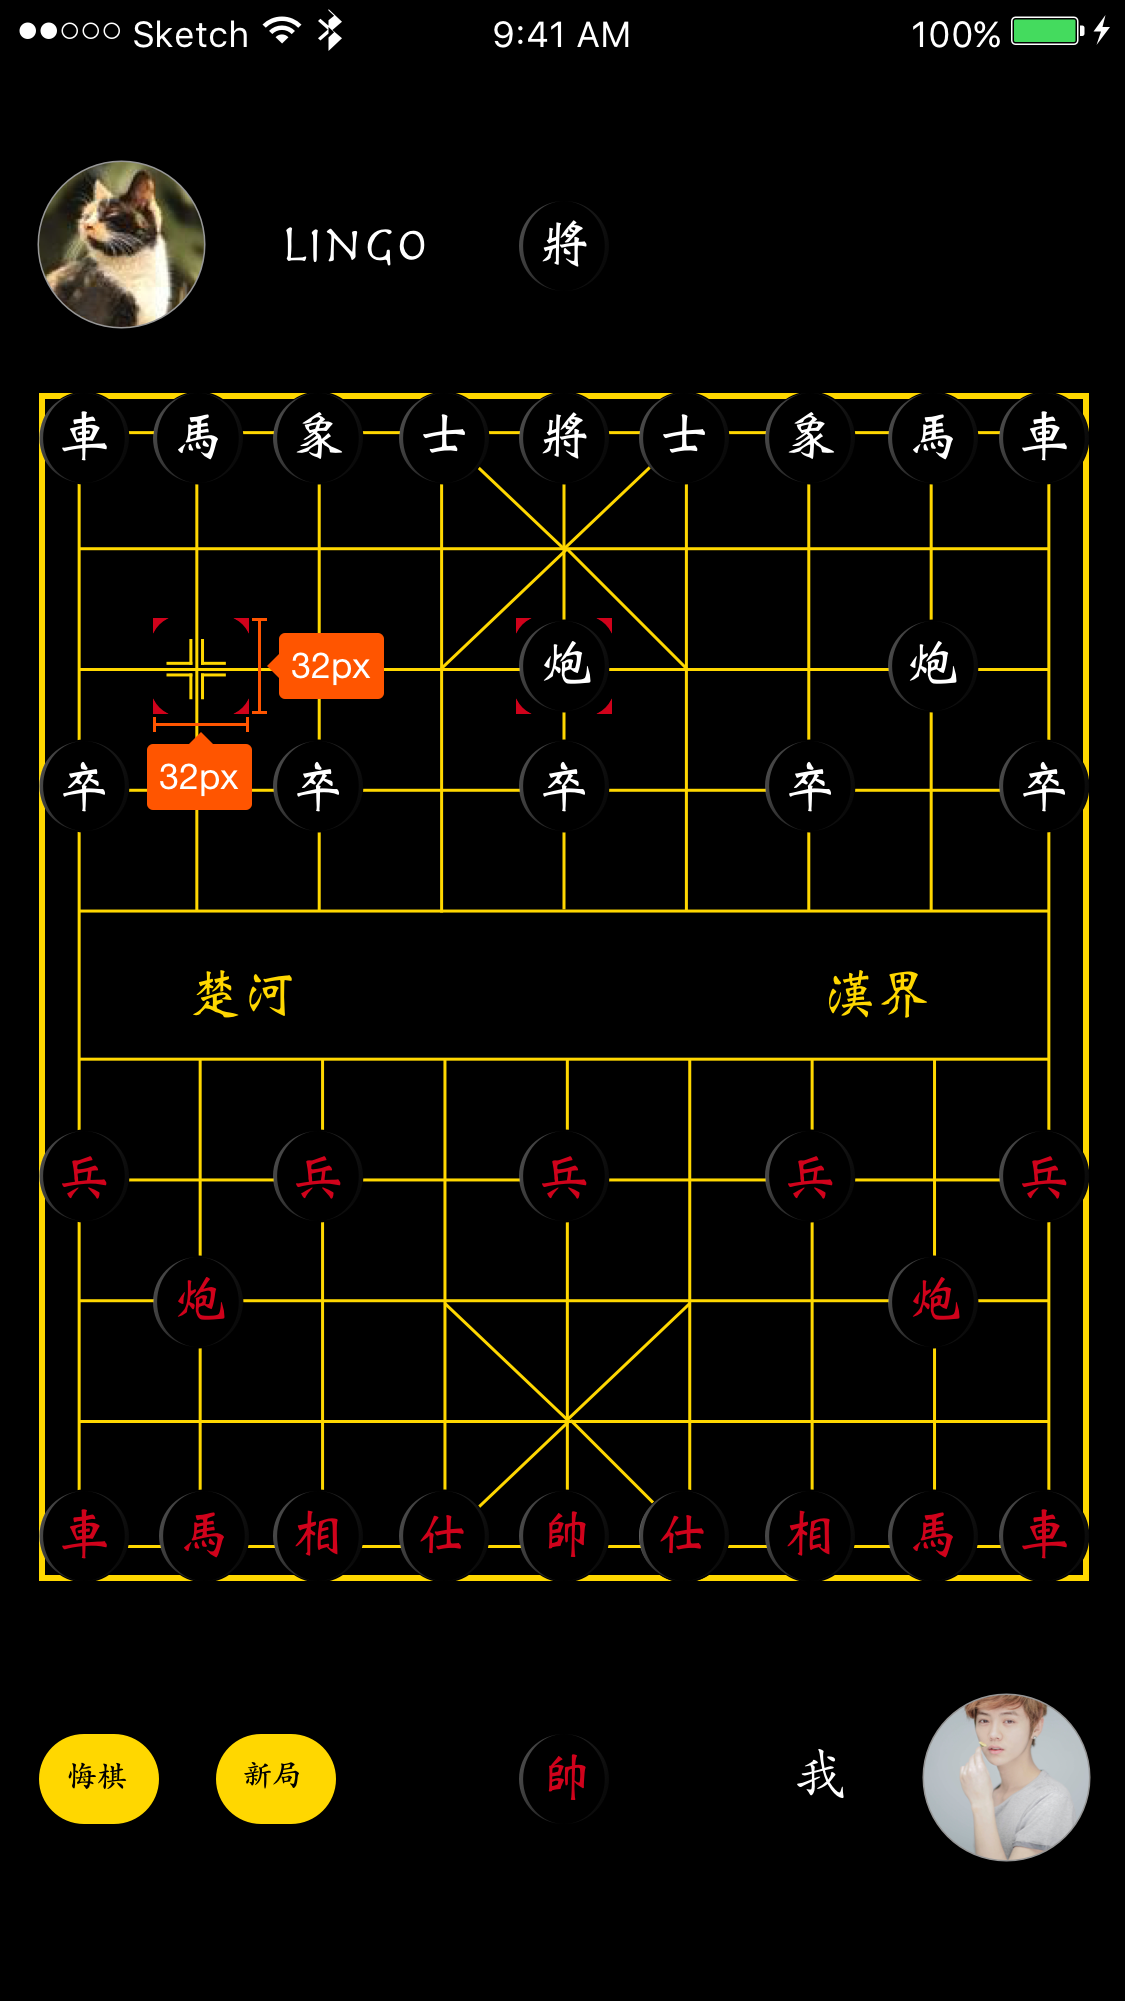 Sketch 9:41 AM 100%
LINGO 將
車 馬 象 士 將 士 象 馬 車
32px 炮 炮
卒 32px 卒 卒 卒 卒
楚河 漢界
兵 兵 兵 兵 兵
炮 炮
車 馬 相 仕 帥 仕 相 馬 車
悔棋 新局 帥 我